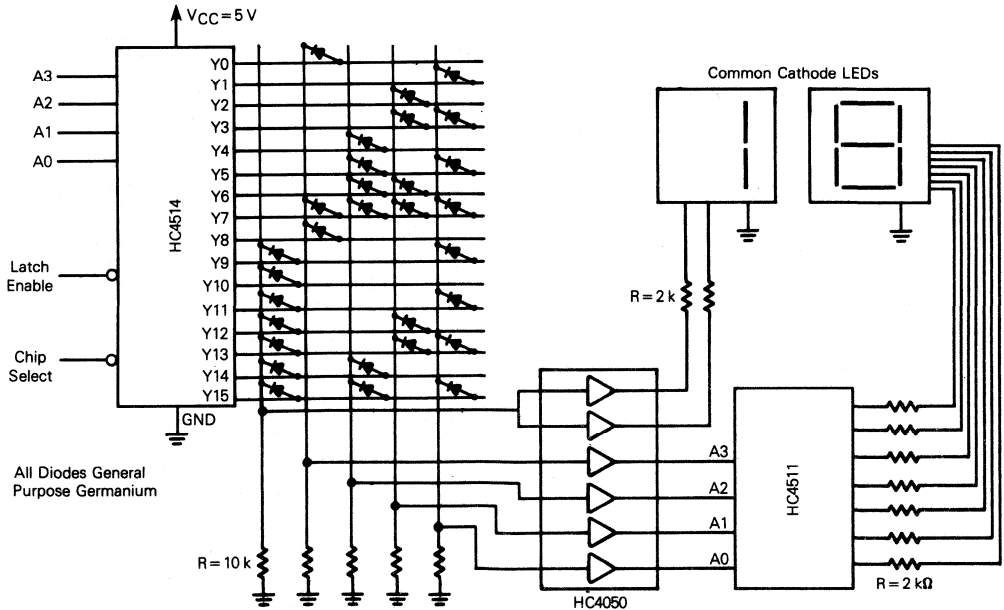 VCC = 5 V
A3
A2
A1
A0
Latch
Enable
Chip
Select
HC4514
Y0
Y1
Y2
Y3
Y4
Y5
Y6
Y7
Y8
Y9
Y10
Y11
Y12
Y13
Y14
Y15
GND
All Diodes General
Purpose Germanium
R = 10 k
Common Cathode LEDs
R = 2 k
HC4050
A3
A2
A1
A0
HC4511
R = 2 kΩ